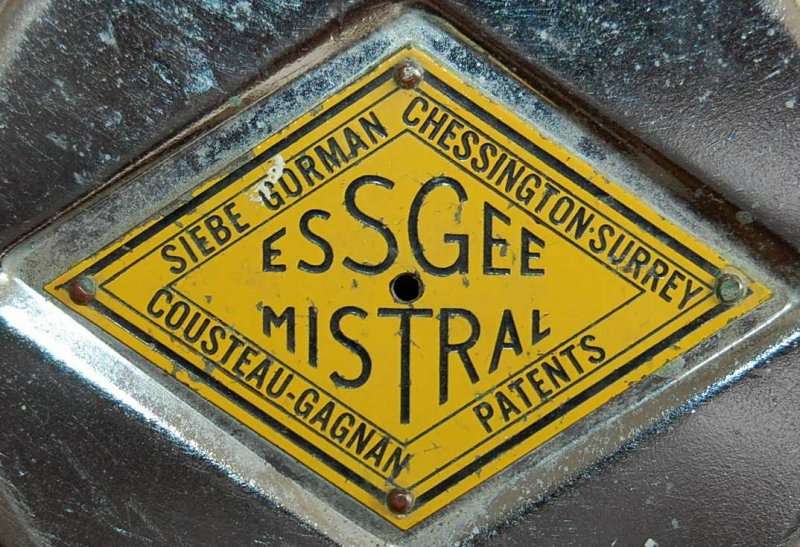 SIEBE GORMAN
CHESSINGTON·SURREY
ESSGEE
MISTRAL
COUSTEAU-GAGNAN
PATENTS